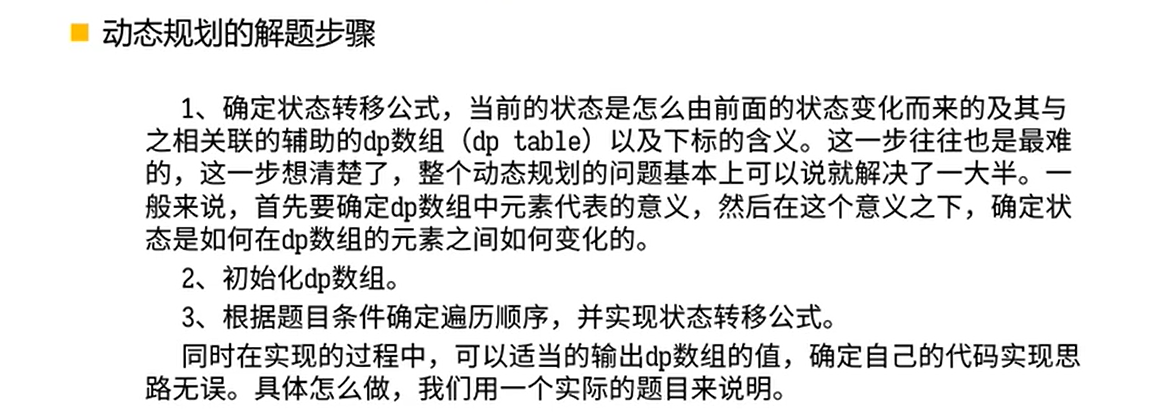 动态规划的解题步骤
1、确定状态转移公式，当前的状态是怎么由前面的状态变化而来的及其与
之相关联的辅助的dp数组（dp table）以及下标的含义。这一步往往也是最难
的，这一步想清楚了，整个动态规划的问题基本上可以说就解决了一大半。一
般来说，首先要确定dp数组中元素代表的意义，然后在这个意义之下，确定状
态是如何在dp数组的元素之间如何变化的。
2、初始化dp数组。
3、根据题目条件确定遍历顺序，并实现状态转移公式。
同时在实现的过程中，可以适当的输出dp数组的值，确定自己的代码实现思
路无误。具体怎么做，我们用一个实际的题目来说明。